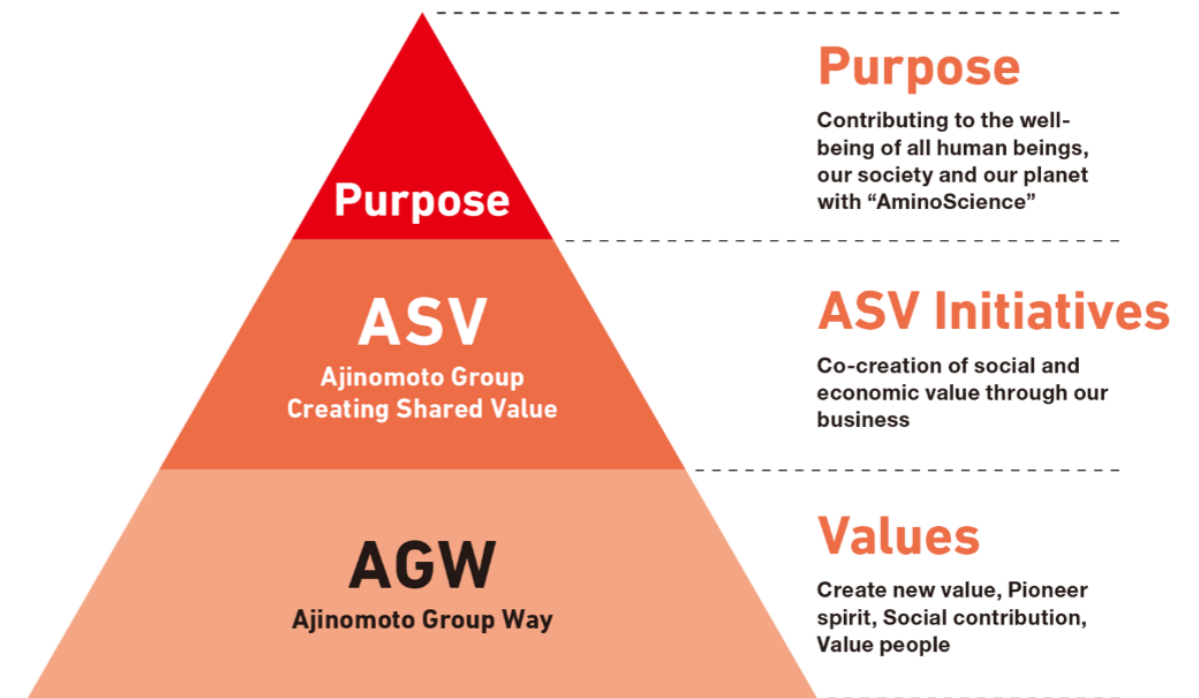 Purpose
Purpose
Contributing to the well-
being of all human beings,
our society and our planet
with “AminoScience”
ASV
Ajinomoto Group
Creating Shared Value
ASV Initiatives
Co-creation of social and
economic value through our
business
AGW
Ajinomoto Group Way
Values
Create new value, Pioneer
spirit, Social contribution,
Value people